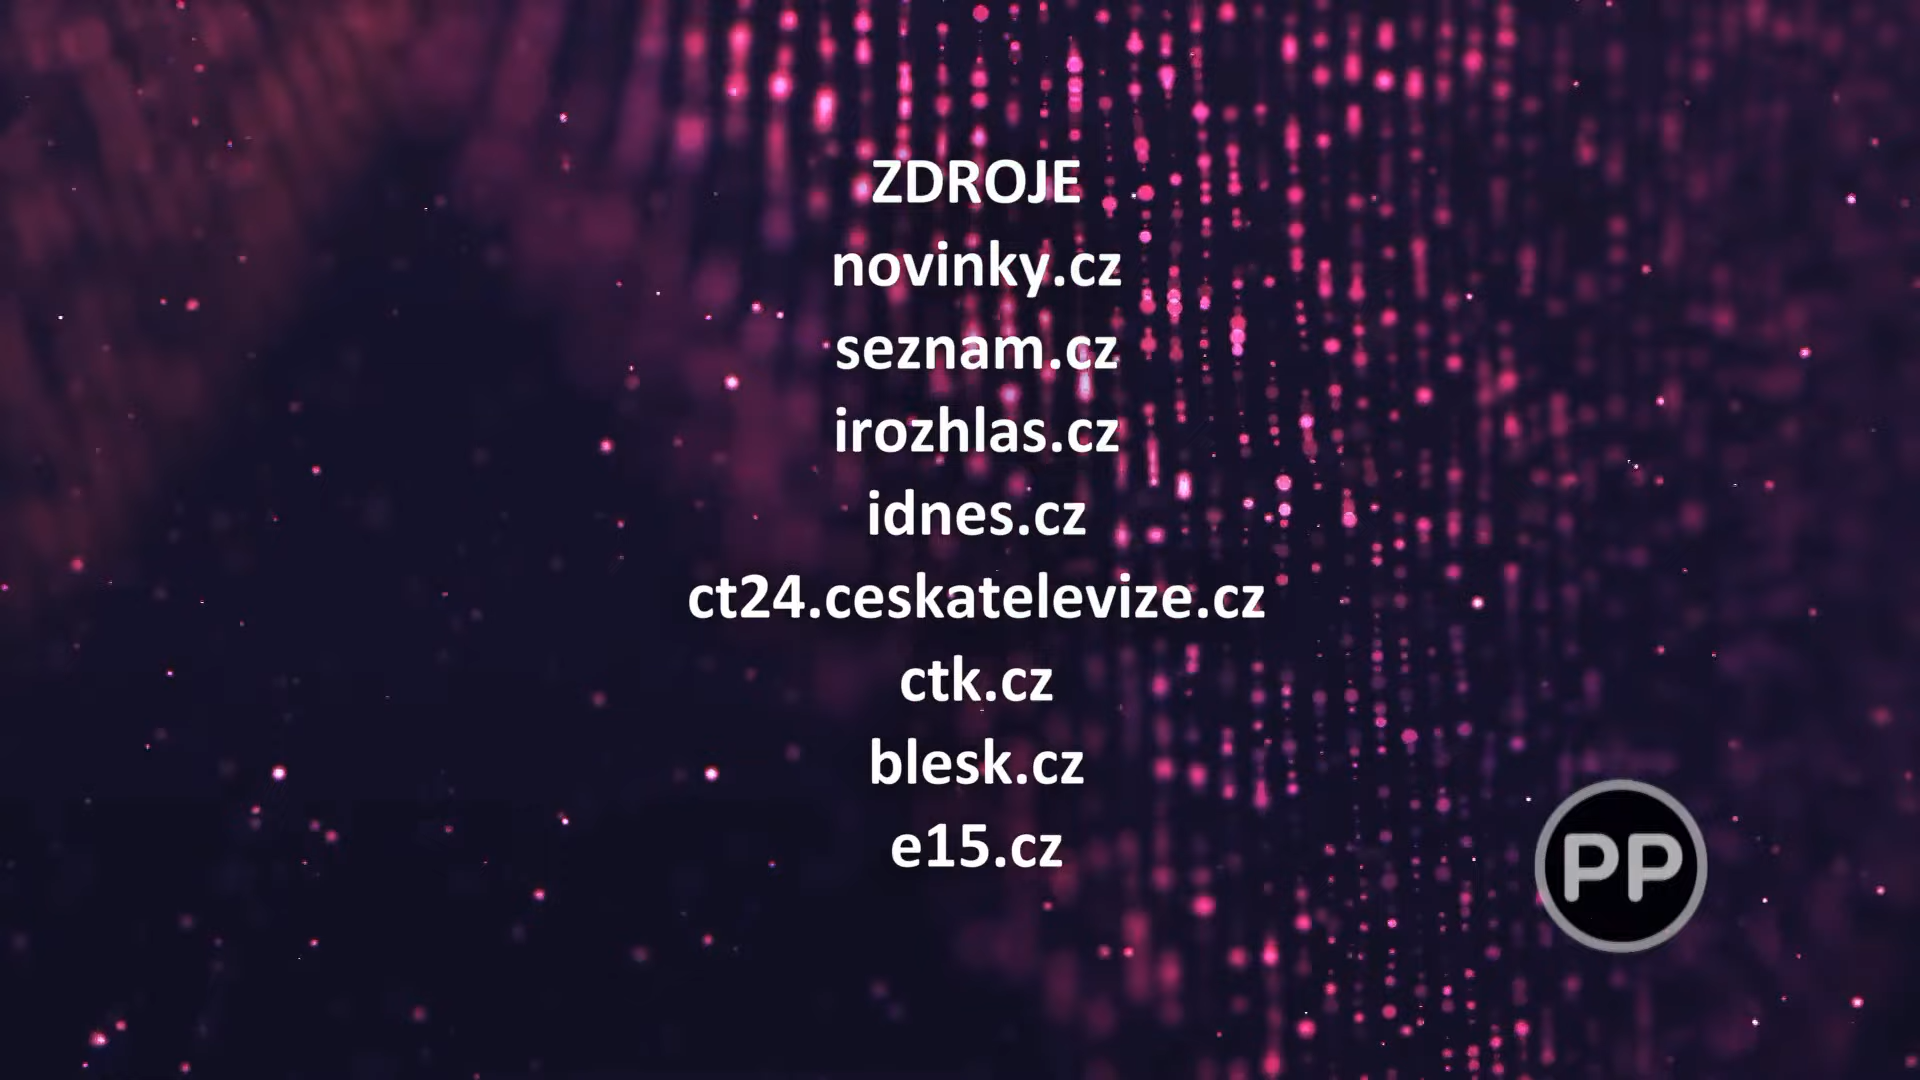 ZDROJE
novinky.cz
seznam.cz
irozhlas.cz
idnes.cz
ct24.ceskatelevize.cz
ctk.cz
blesk.cz
e15.cz
PP